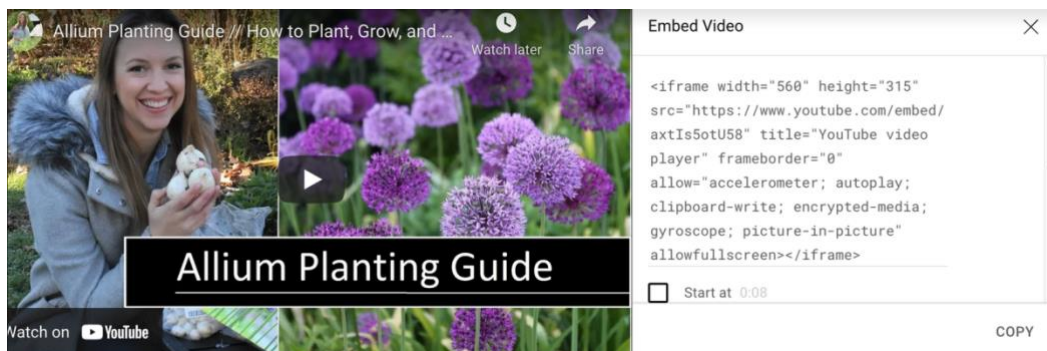 Allium Planting Guide // How to Plant, Grow, and ...
Watch later
Share
Allium Planting Guide
Watch on YouTube
Embed Video
<iframe width="560" height="315"
src="https://www.youtube.com/embed/
axtIs5otU58" title="YouTube video
player" frameborder="0"
allow="accelerometer; autoplay;
clipboard-write; encrypted-media;
gyroscope; picture-in-picture"
allowfullscreen></iframe>
Start at 0:08
COPY